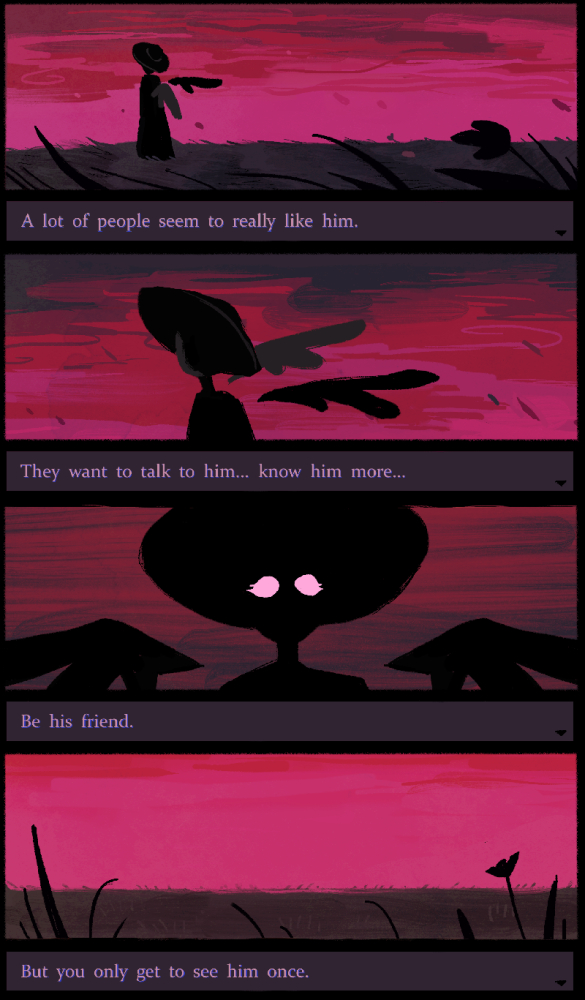 A lot of people seem to really like him.
They want to talk to him... know him more...
Be his friend.
But you only get to see him once.